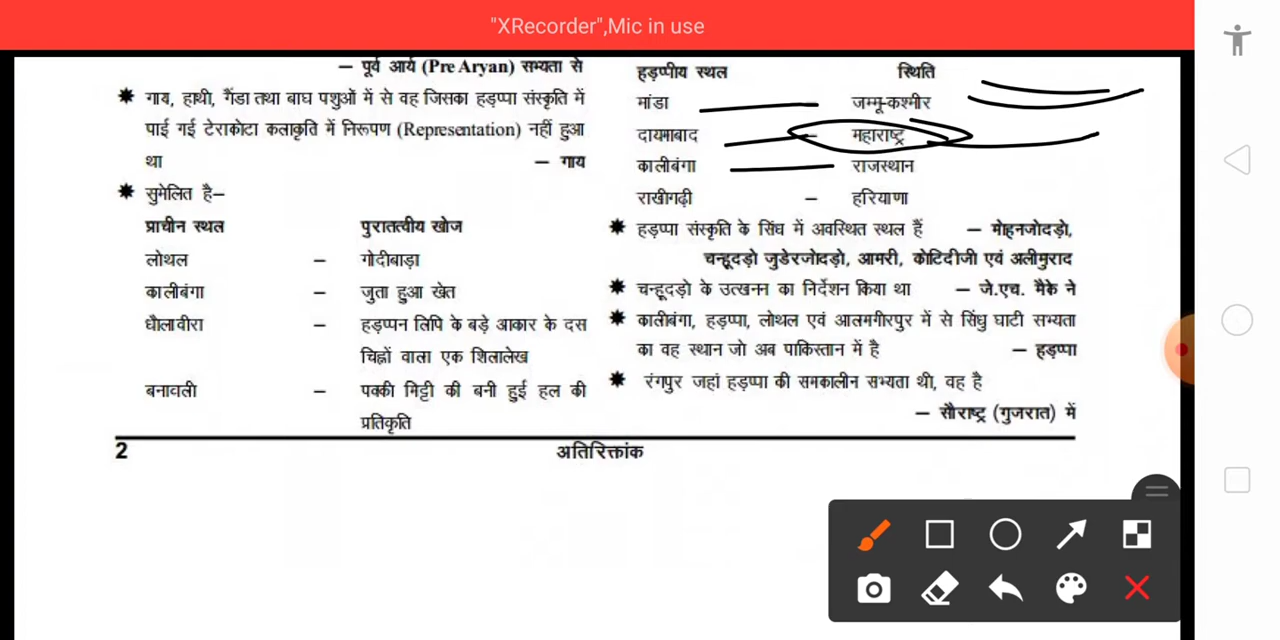 "XRecorder",Mic in use
– पूर्व आर्य (Pre Aryan) सभ्यता से
★ गाय, हाथी, गैंडा तथा बाघ पशुओं में से वह जिसका हड़प्पा संस्कृति में
पाई गई टेराकोटा कलाकृति में निरूपण (Representation) नहीं हुआ
था – गाय
★ सुमेलित है–
प्राचीन स्थल पुरातत्वीय खोज
लोथल – गोदीबाड़ा
कालीबंगा – जुता हुआ खेत
धौलावीरा – हड़प्पन लिपि के बड़े आकार के दस
चिह्नों वाला एक शिलालेख
बनावली – पक्की मिट्टी की बनी हुई हल की
प्रतिकृति
हड़प्पीय स्थल स्थिति
मांडा जम्मू-कश्मीर
दायमाबाद – महाराष्ट्र
कालीबंगा राजस्थान
राखीगढ़ी – हरियाणा
★ हड़प्पा संस्कृति के सिंध में अवस्थित स्थल हैं – मोहनजोदड़ो,
चन्हूदड़ो जुडेरजोदड़ो, आमरी, कोटिदीजी एवं अलीमुराद
★ चन्हूदड़ो के उत्खनन का निर्देशन किया था – जे.एच. मैके ने
★ कालीबंगा, हड़प्पा, लोथल एवं आलमगीरपुर में से सिंधु घाटी सभ्यता
का वह स्थान जो अब पाकिस्तान में है – हड़प्पा
★ रंगपुर जहां हड़प्पा की समकालीन सभ्यता थी, वह है
– सौराष्ट्र (गुजरात) में
2 अतिरिक्तांक